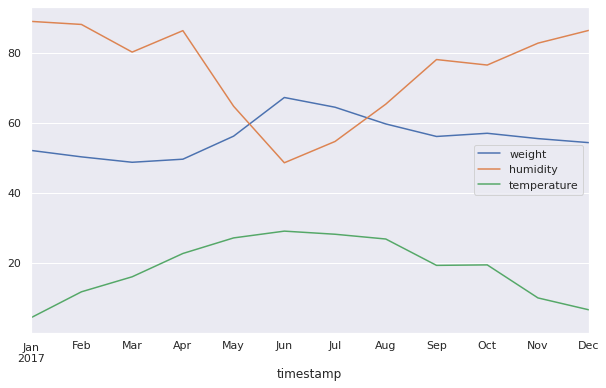 80
60
40
20
weight
humidity
temperature
Jan Feb Mar Apr May Jun Jul Aug Sep Oct Nov Dec
2017
timestamp